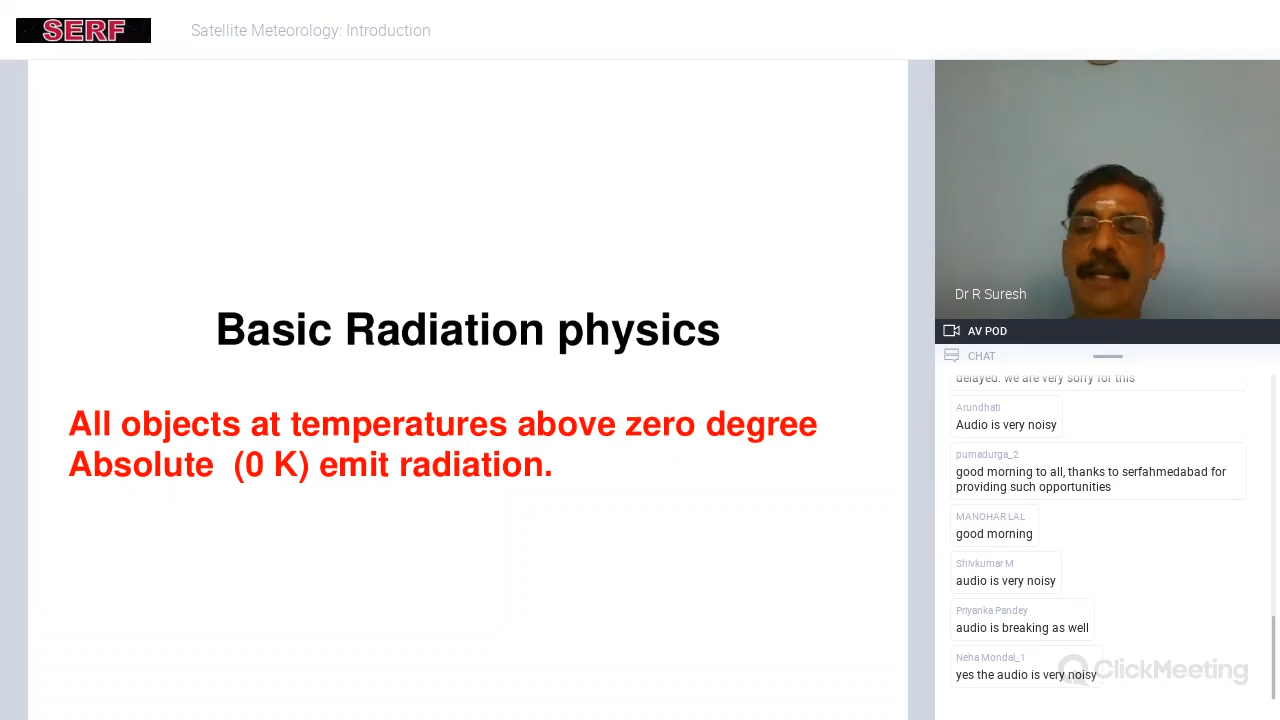 SERF
Satellite Meteorology: Introduction
Basic Radiation physics
All objects at temperatures above zero degree
Absolute (0 K) emit radiation.
Dr R Suresh
AV POD
CHAT
delayed. we are very sorry for this
Arundhati
Audio is very noisy
purnadurga_2
good morning to all, thanks to serfahmedabad for
providing such opportunities
MANOHAR LAL
good morning
Shivkumar M
audio is very noisy
Priyanka Pandey
audio is breaking as well
Neha Mondal_1
yes the audio is very noisy
ClickMeeting